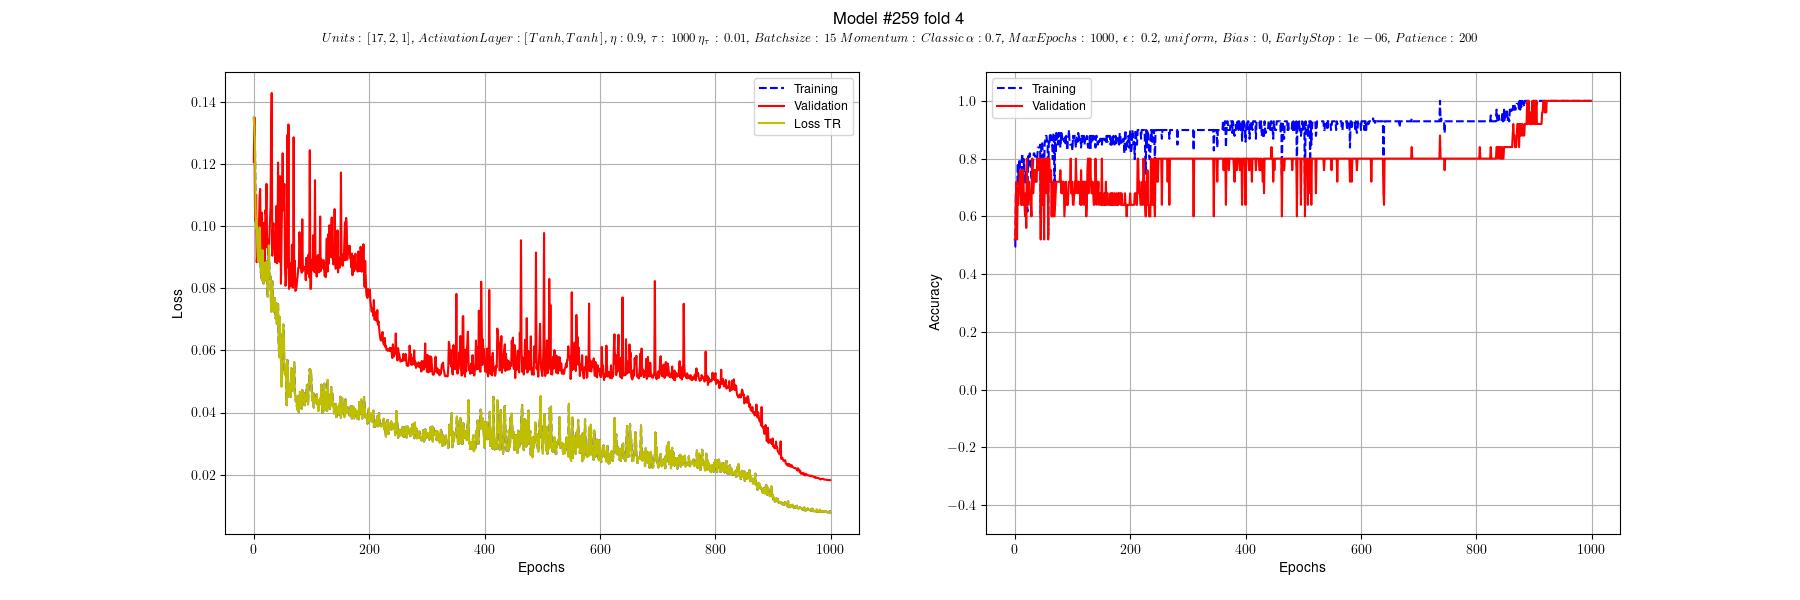 Model #259 fold 4
Units : [17, 2, 1], ActivationLayer : [Tanh, Tanh], η : 0.9, τ : 1000 η_τ : 0.01, Batchsize : 15 Momentum : Classic α : 0.7, MaxEpochs : 1000, ϵ : 0.2, uniform, Bias : 0, EarlyStop : 1e − 06, Patience : 200
Training
Validation
Loss TR
0.14
0.12
0.10
0.08
0.06
0.04
0.02
Loss
0 200 400 600 800 1000
Epochs
Training
Validation
1.0
0.8
0.6
0.4
0.2
0.0
−0.2
−0.4
Accuracy
0 200 400 600 800 1000
Epochs